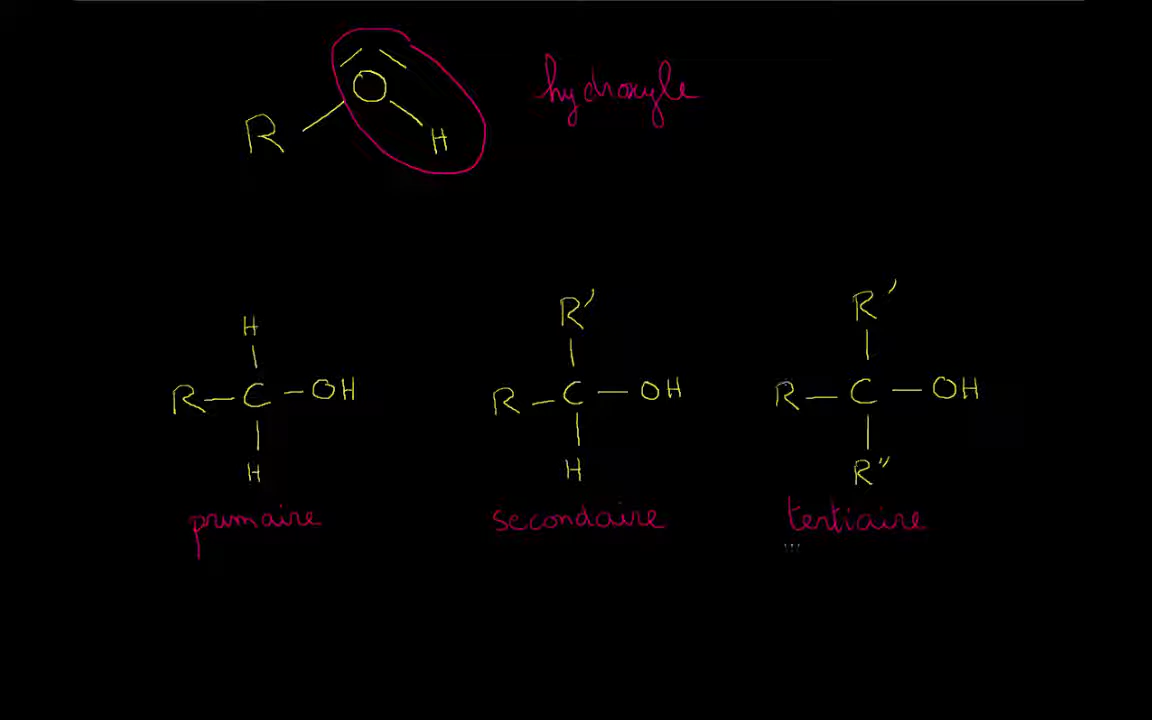 O hydroxyle
R H
H R' R'
R-C-OH R-C-OH R-C-OH
H H R"
primaire secondaire tertiaire